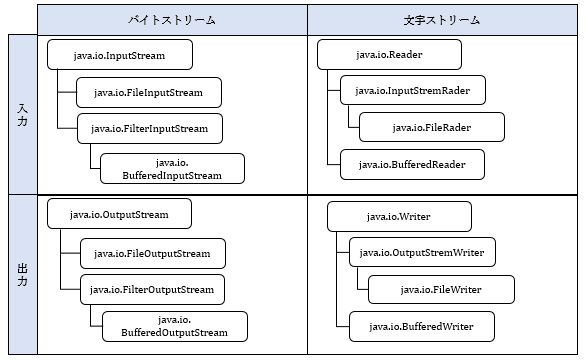 バイトストリーム
文字ストリーム
入力
java.io.InputStream
java.io.FileInputStream
java.io.FilterInputStream
java.io.
BufferedInputStream
java.io.Reader
java.io.InputStremRader
java.io.FileRader
java.io.BufferedReader
出力
java.io.OutputStream
java.io.FileOutputStream
java.io.FilterOutputStream
java.io.
BufferedOutputStream
java.io.Writer
java.io.OutputStremWriter
java.io.FileWriter
java.io.BufferedWriter